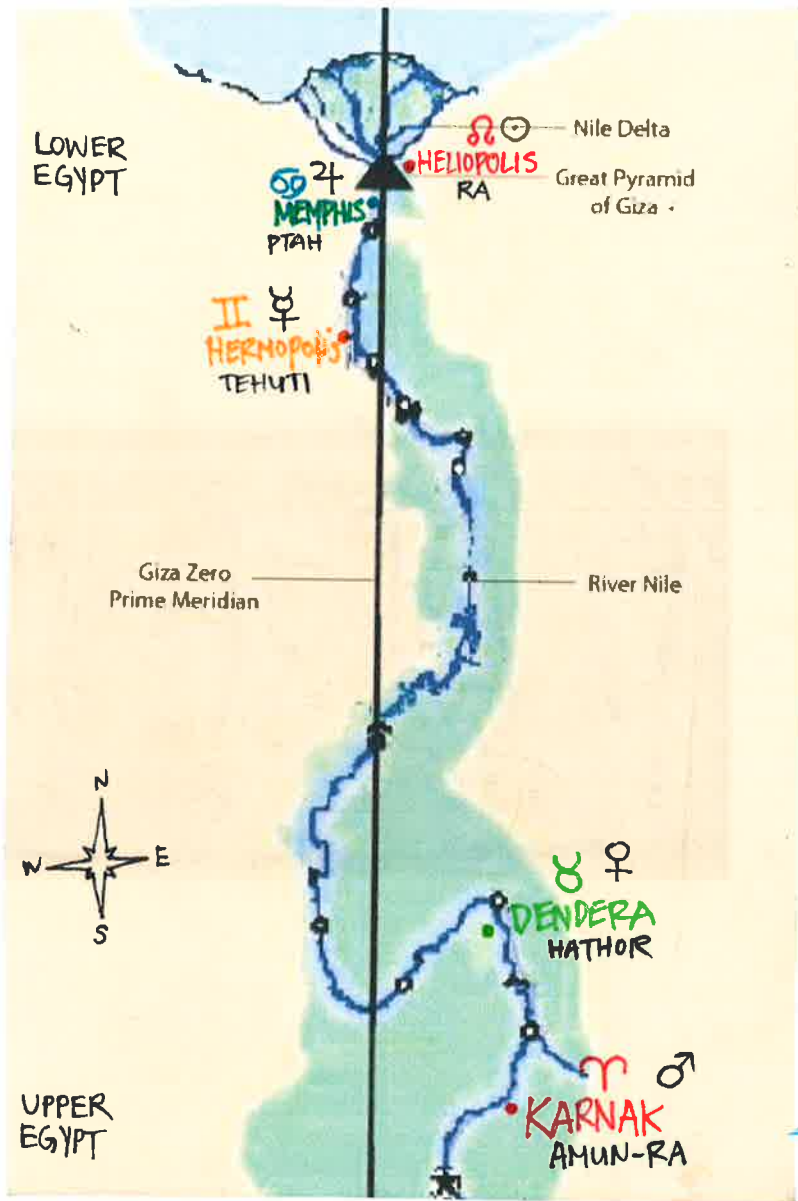 LOWER
EGYPT
♌ ☉
Nile Delta
HELIOPOLIS
RA
Great Pyramid
of Giza
♋ ♃
MEMPHIS
PTAH
♊ ☿
HERMOPOLIS
TEHUTI
Giza Zero
Prime Meridian
River Nile
N
W
E
S
♉ ♀
DENDERA
HATHOR
♈ ♂
KARNAK
AMUN-RA
UPPER
EGYPT